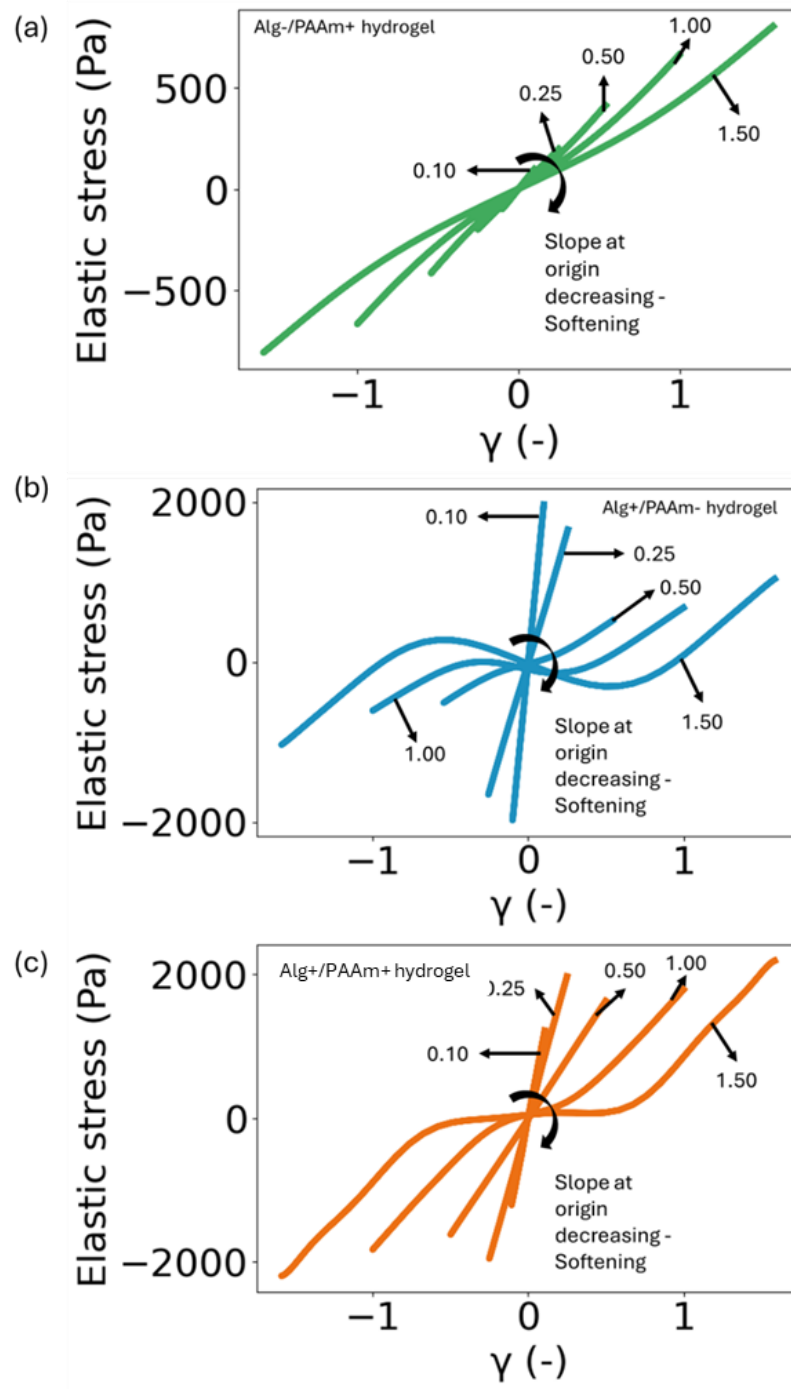 (a)
Alg-/PAAm+ hydrogel
1.00
0.50
0.25
1.50
0.10
500
0
−500
Elastic stress (Pa)
Slope at
origin
decreasing -
Softening
−1
0
1
γ (-)
(b)
Alg+/PAAm- hydrogel
0.10
0.25
0.50
1.50
1.00
2000
0
−2000
Elastic stress (Pa)
Slope at
origin
decreasing -
Softening
−1
0
1
γ (-)
(c)
Alg+/PAAm+ hydrogel
1.00
0.50
).25
0.10
1.50
2000
0
−2000
Elastic stress (Pa)
Slope at
origin
decreasing -
Softening
−1
0
1
γ (-)